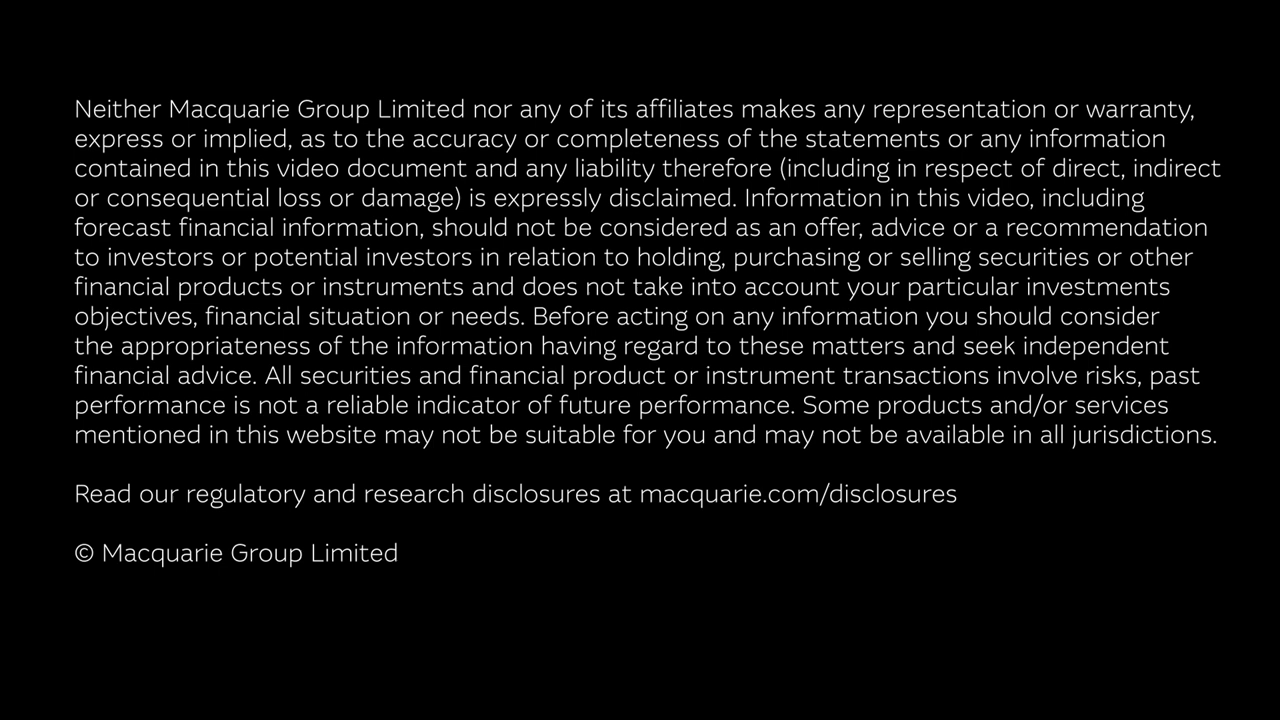 Neither Macquarie Group Limited nor any of its affiliates makes any representation or warranty,
express or implied, as to the accuracy or completeness of the statements or any information
contained in this video document and any liability therefore (including in respect of direct, indirect
or consequential loss or damage) is expressly disclaimed. Information in this video, including
forecast financial information, should not be considered as an offer, advice or a recommendation
to investors or potential investors in relation to holding, purchasing or selling securities or other
financial products or instruments and does not take into account your particular investments
objectives, financial situation or needs. Before acting on any information you should consider
the appropriateness of the information having regard to these matters and seek independent
financial advice. All securities and financial product or instrument transactions involve risks, past
performance is not a reliable indicator of future performance. Some products and/or services
mentioned in this website may not be suitable for you and may not be available in all jurisdictions.
Read our regulatory and research disclosures at macquarie.com/disclosures
© Macquarie Group Limited